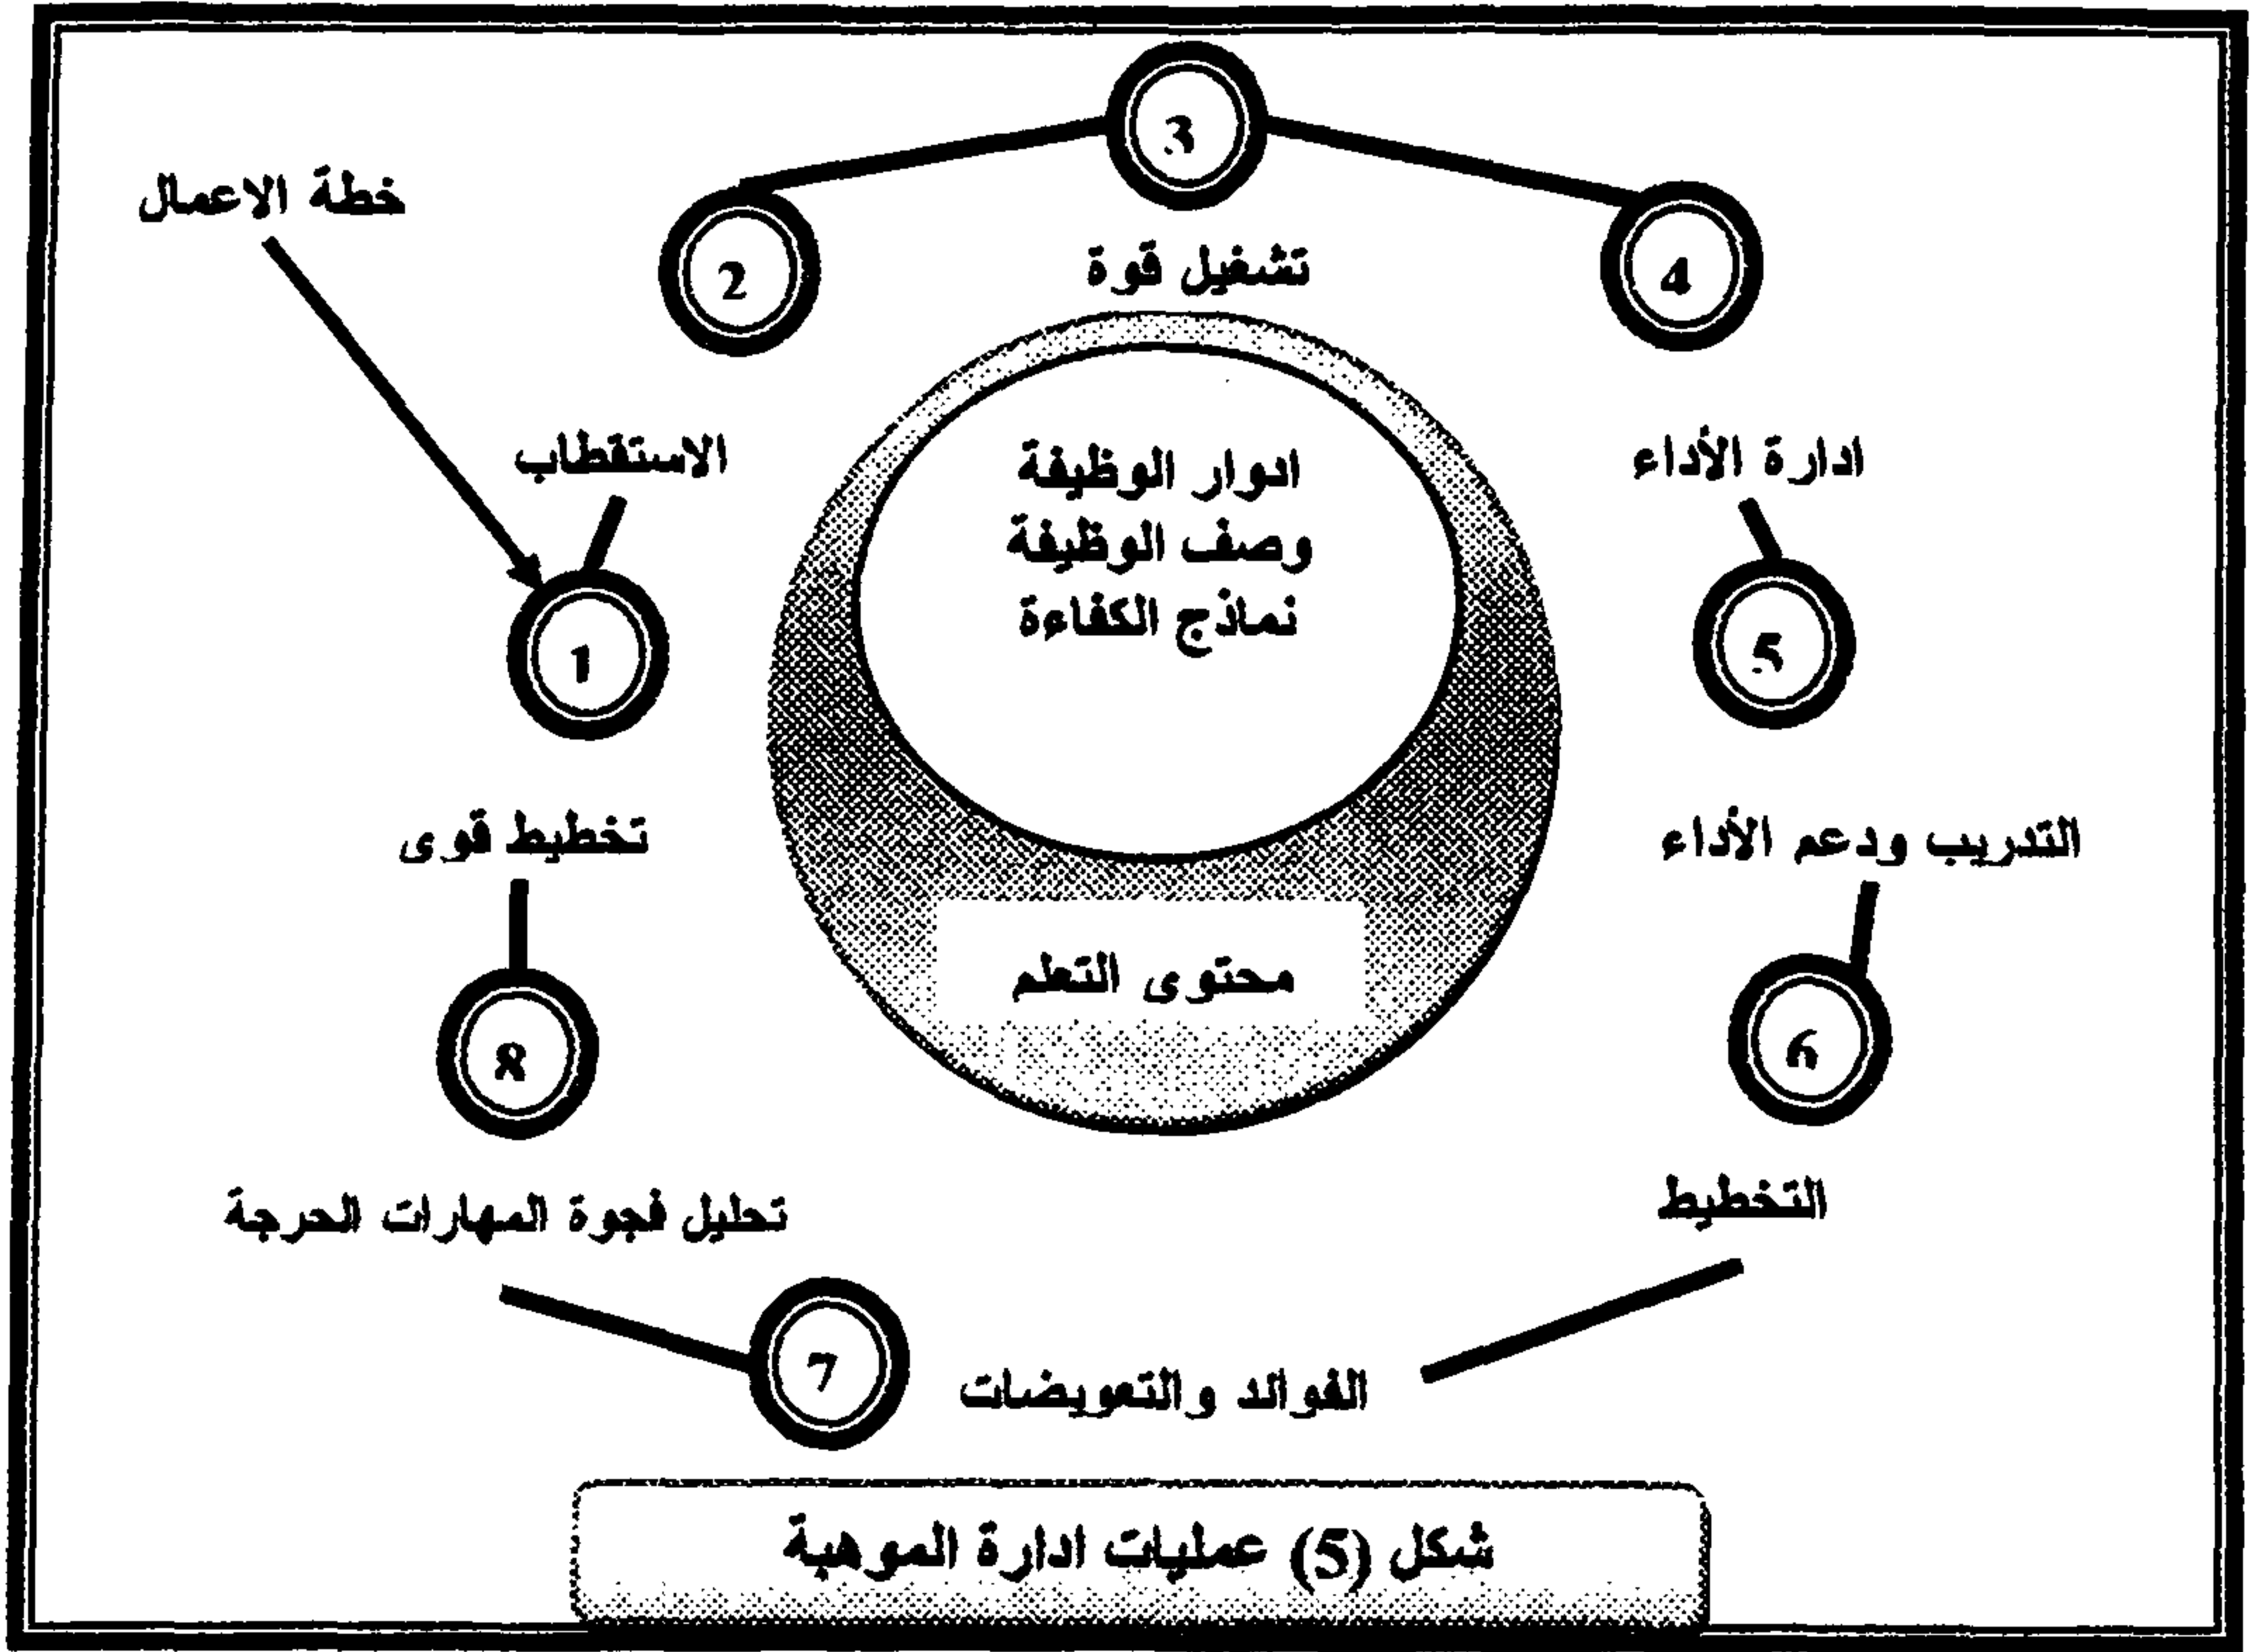 3
خطة الاعمال
2
4
تشغيل قوة
الاستقطاب
ادوار الوظيفة
وصف الوظيفة
نماذج الكفاءة
ادارة الأداء
1
5
تخطيط قوى
التدريب ودعم الأداء
محتوى التعلم
8
6
تحليل فجوة المهارات الحرجة
التخطيط
7
الفوائد والتعويضات
شكل (5) عمليات ادارة الموهبة